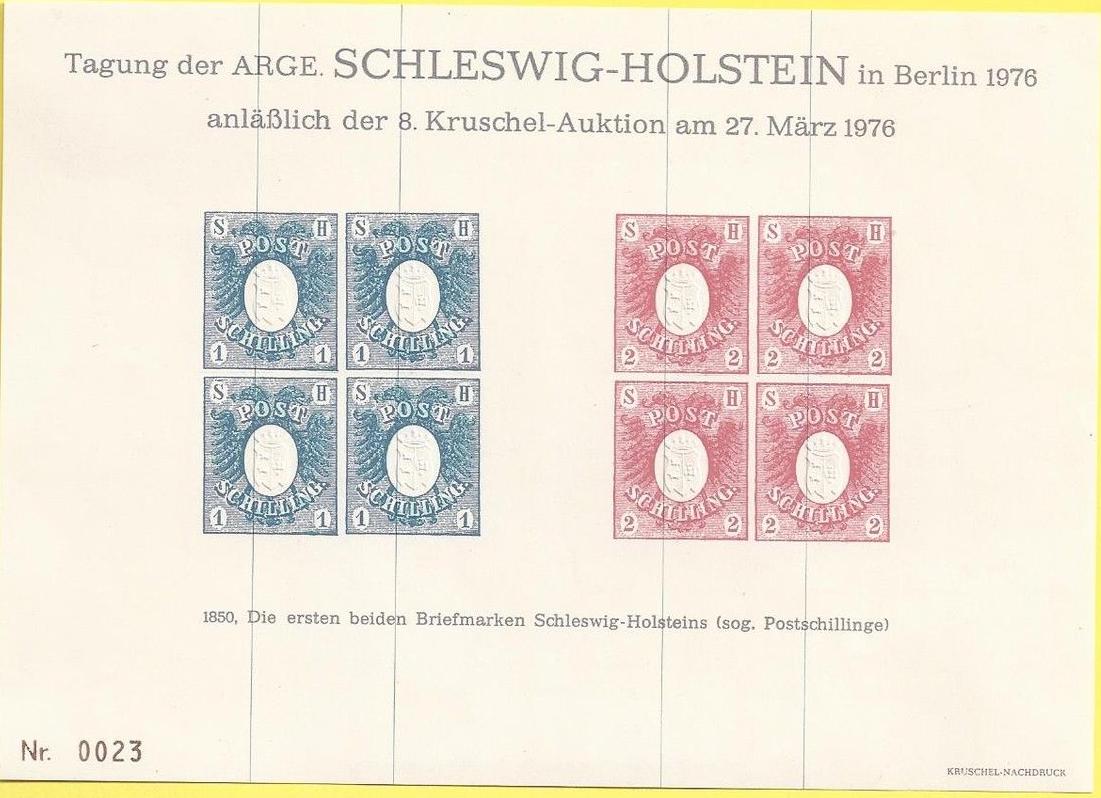 Tagung der ARGE. SCHLESWIG-HOLSTEIN in Berlin 1976
anläßlich der 8. Kruschel-Auktion am 27. März 1976
S H S H
POST POST
SCHILLING. SCHILLING.
1 1 1 1
S H S H
POST POST
SCHILLING. SCHILLING.
1 1 1 1
S H S H
POST POST
SCHILLING. SCHILLING.
2 2 2 2
S H S H
POST POST
SCHILLING. SCHILLING.
2 2 2 2
1850, Die ersten beiden Briefmarken Schleswig-Holsteins (sog. Postschillinge)
Nr. 0023
KRUSCHEL-NACHDRUCK